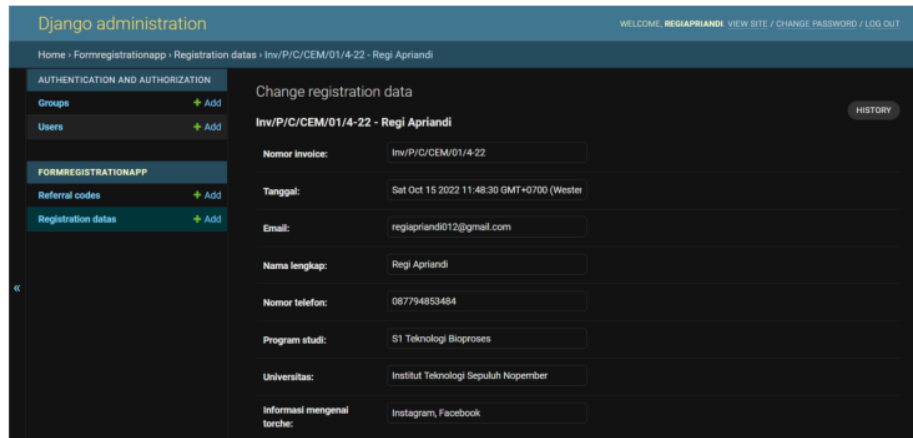 Django administration
WELCOME, REGIAPRIANDI. VIEW SITE / CHANGE PASSWORD / LOG OUT
Home › Formregistrationapp › Registration datas › Inv/P/C/CEM/01/4-22 - Regi Apriandi
AUTHENTICATION AND AUTHORIZATION
Groups + Add
Users + Add
FORMREGISTRATIONAPP
Referral codes + Add
Registration datas + Add
«
Change registration data
HISTORY
Inv/P/C/CEM/01/4-22 - Regi Apriandi
Nomor invoice: Inv/P/C/CEM/01/4-22
Tanggal: Sat Oct 15 2022 11:48:30 GMT+0700 (Wester
Email: regiapriandi012@gmail.com
Nama lengkap: Regi Apriandi
Nomor telefon: 087794853484
Program studi: S1 Teknologi Bioproses
Universitas: Institut Teknologi Sepuluh Nopember
Informasi mengenai
torche: Instagram, Facebook